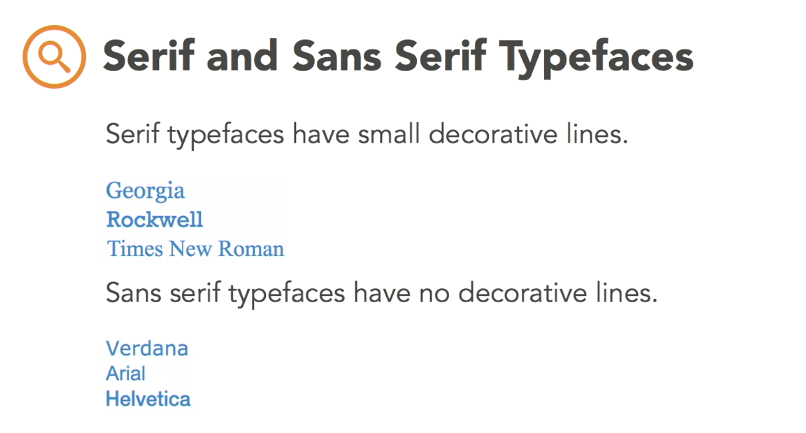 Serif and Sans Serif Typefaces
Serif typefaces have small decorative lines.
Georgia
Rockwell
Times New Roman
Sans serif typefaces have no decorative lines.
Verdana
Arial
Helvetica